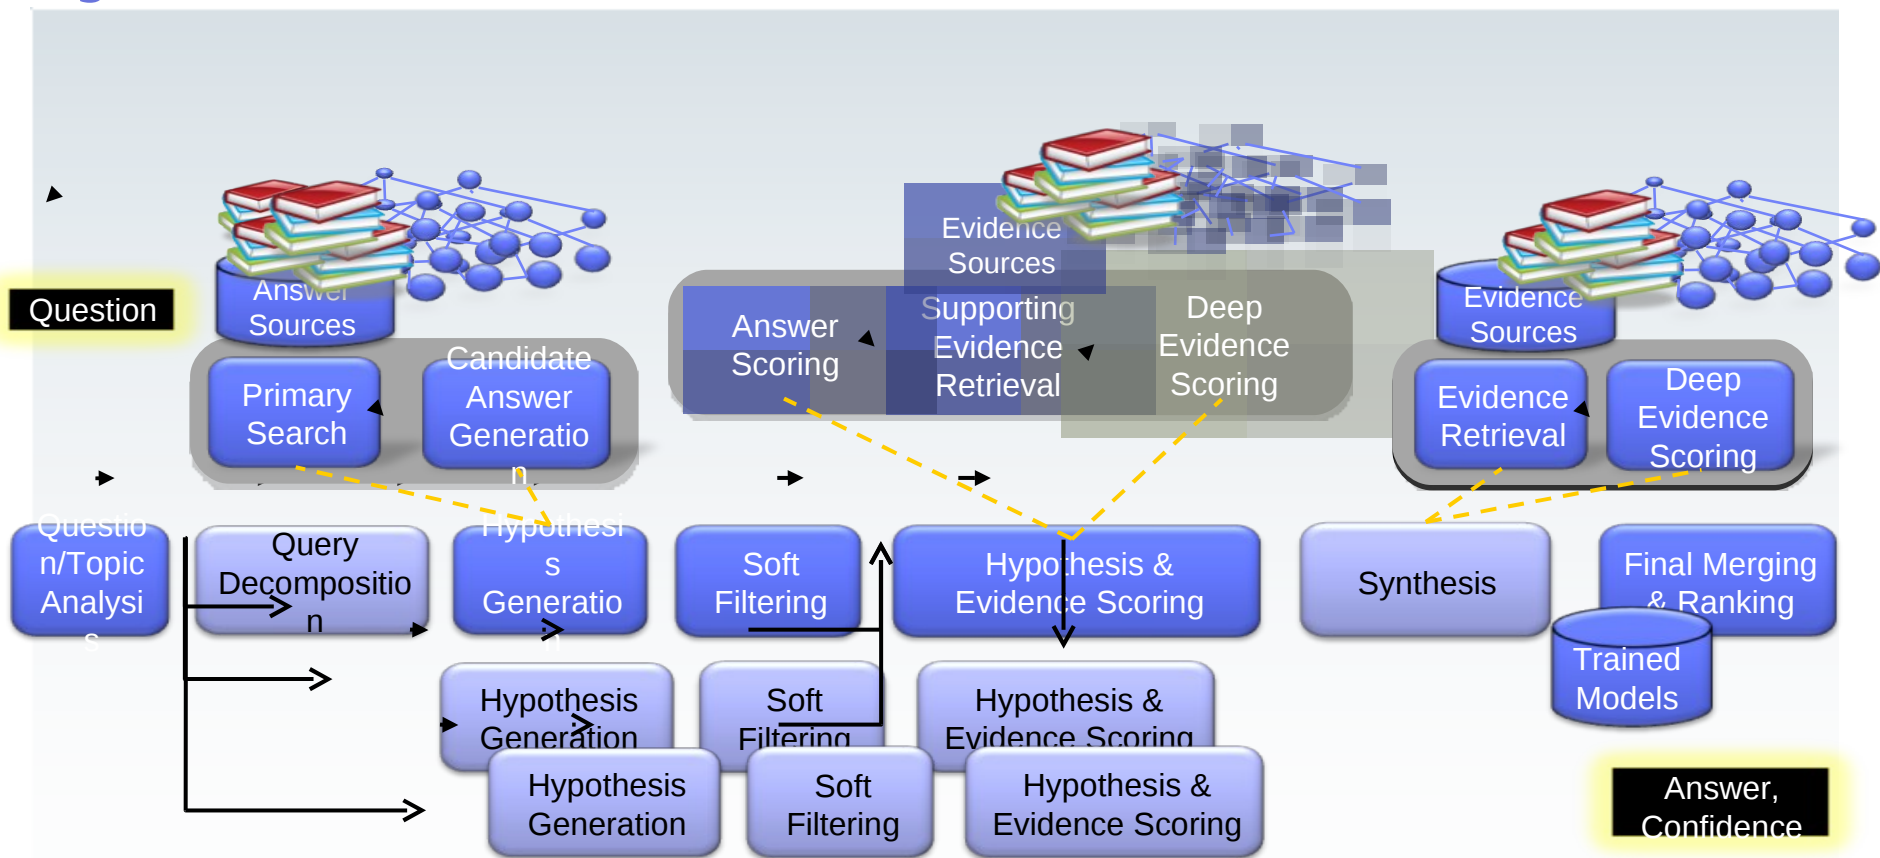 Question
Answer
Sources
Primary
Search
Candidate
Answer
Generatio
n
Evidence
Sources
Answer
Scoring
Supporting
Evidence
Retrieval
Deep
Evidence
Scoring
Evidence
Sources
Evidence
Retrieval
Deep
Evidence
Scoring
Questio
n/Topic
Analysi
s
Query
Decompositio
n
Hypothesi
s
Generatio
n
Soft
Filtering
Hypothesis &
Evidence Scoring
Synthesis
Final Merging
& Ranking
Trained
Models
Hypothesis
Generation
Soft
Filtering
Hypothesis &
Evidence Scoring
Hypothesis
Generation
Soft
Filtering
Hypothesis &
Evidence Scoring
Answer,
Confidence